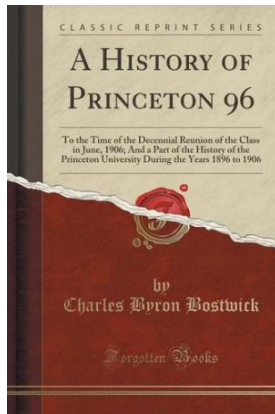 CLASSIC REPRINT SERIES
A HISTORY OF
PRINCETON 96
To the Time of the Decennial Reunion of the Class
in June, 1906; And a Part of the History of the
Princeton University During the Years 1896 to 1906
by
Charles Byron Bostwick
Forgotten Books